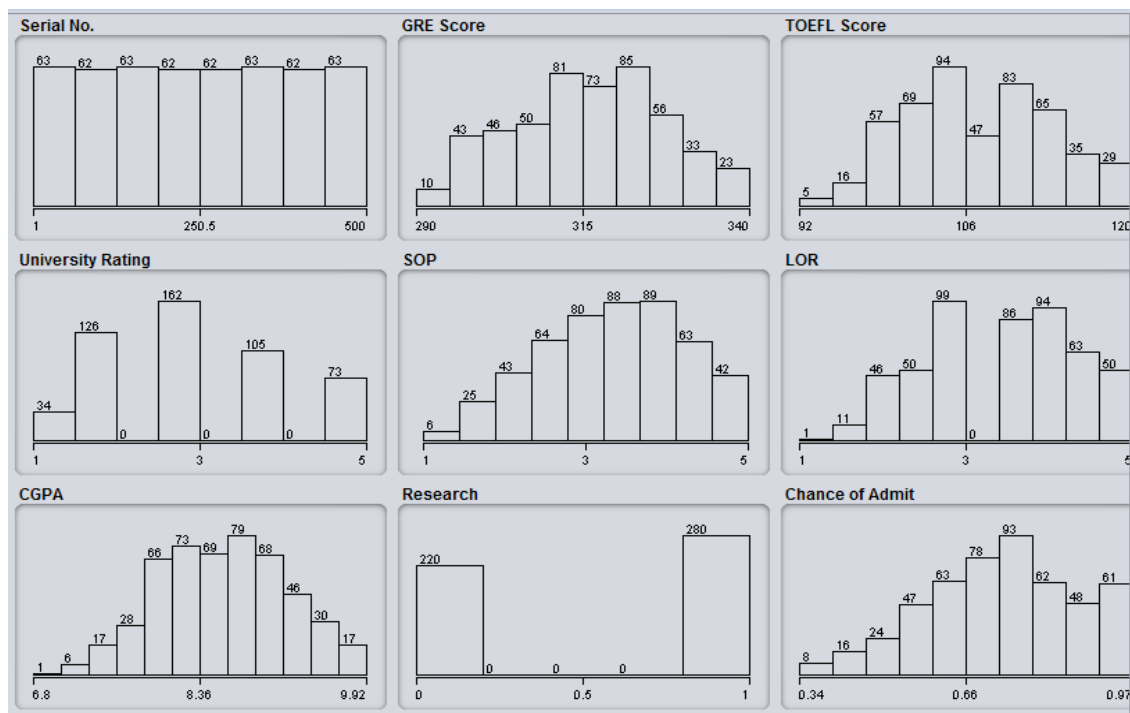 Serial No.
63 62 63 62 62 63 62 63
1 250.5 500
GRE Score
10 43 46 50 81 73 85 56 33 23
290 315 340
TOEFL Score
5 16 57 69 94 47 83 65 35 29
92 106 120
University Rating
34 126 0 162 0 105 0 73
1 3 5
SOP
6 25 43 64 80 88 89 63 42
1 3 5
LOR
1 11 46 50 99 0 86 94 63 50
1 3 5
CGPA
1 6 17 28 66 73 69 79 68 46 30 17
6.8 8.36 9.92
Research
220 0 0 0 280
0 0.5 1
Chance of Admit
8 16 24 47 63 78 93 62 48 61
0.34 0.66 0.97